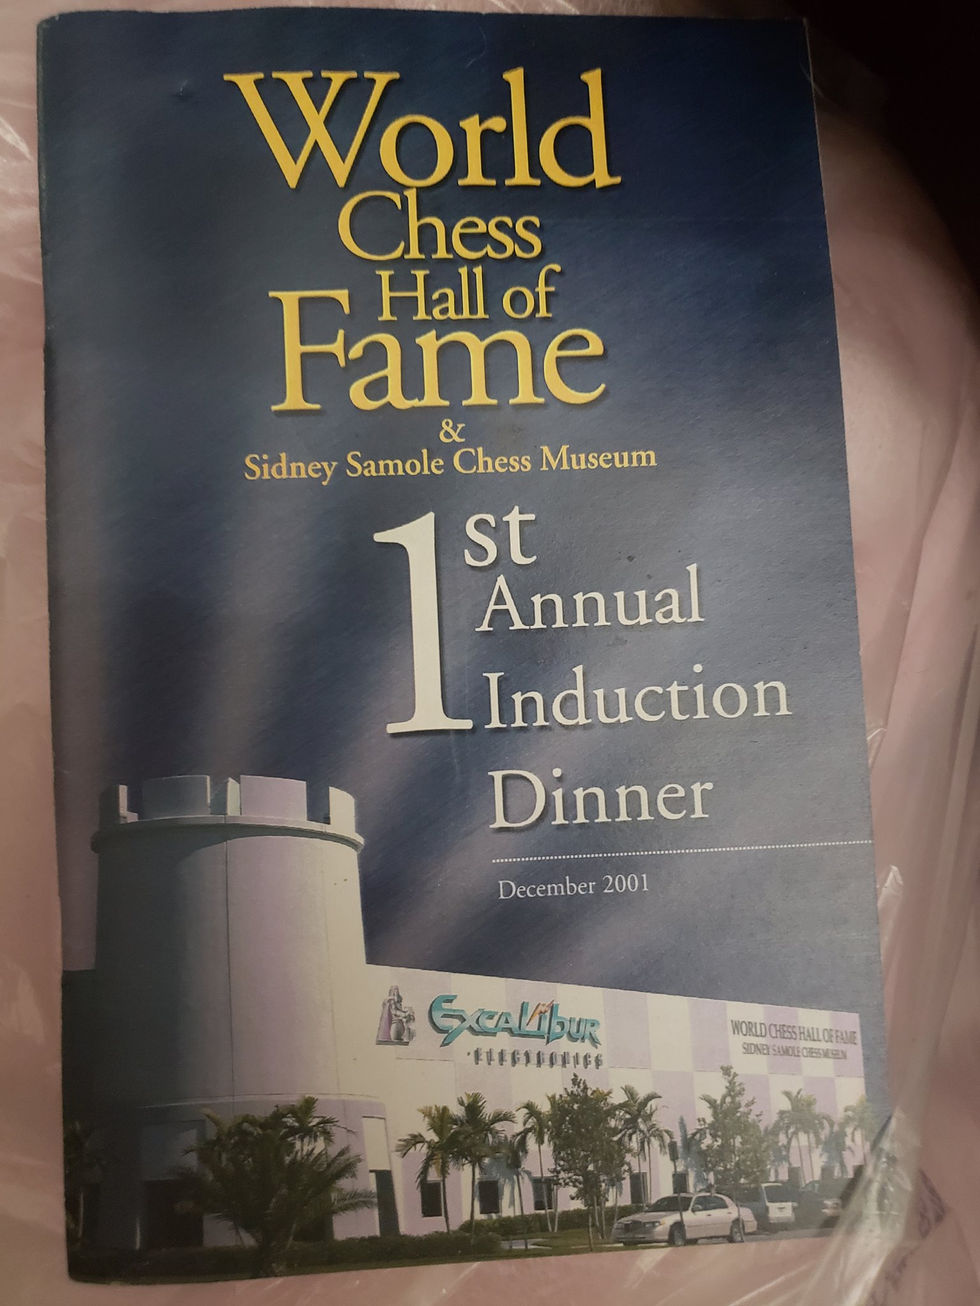 World
Chess
Hall of
Fame
&
Sidney Samole Chess Museum
1st
Annual
Induction
Dinner
December 2001
EXCALIBUR
ELECTRONICS
WORLD CHESS HALL OF FAME
SIDNEY SAMOLE CHESS MUSEUM